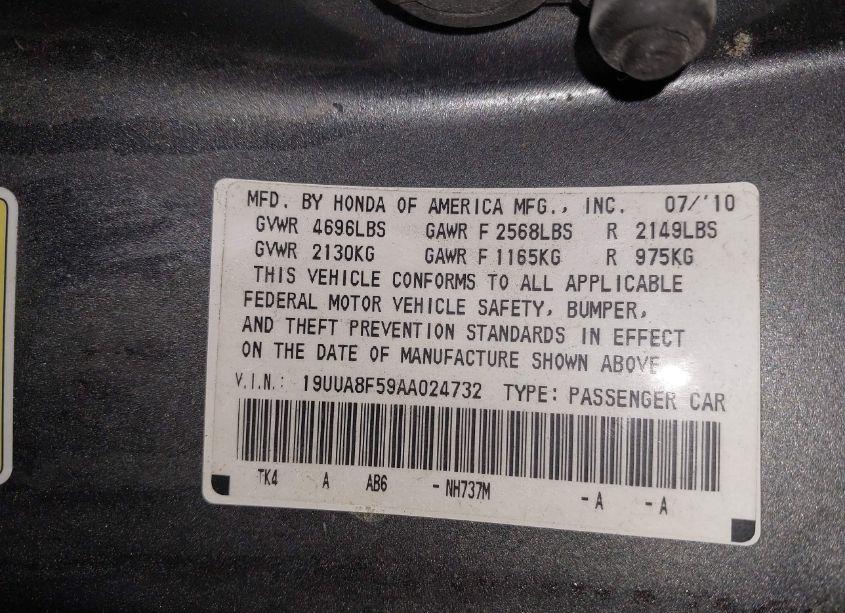 MFD. BY HONDA OF AMERICA MFG., INC. 07/'10
GVWR 4696LBS GAWR F 2568LBS R 2149LBS
GVWR 2130KG GAWR F 1165KG R 975KG
THIS VEHICLE CONFORMS TO ALL APPLICABLE
FEDERAL MOTOR VEHICLE SAFETY, BUMPER,
AND THEFT PREVENTION STANDARDS IN EFFECT
ON THE DATE OF MANUFACTURE SHOWN ABOVE.
V.I.N.: 19UUA8F59AA024732 TYPE: PASSENGER CAR
TK4 A AB6 -NH737M -A -A